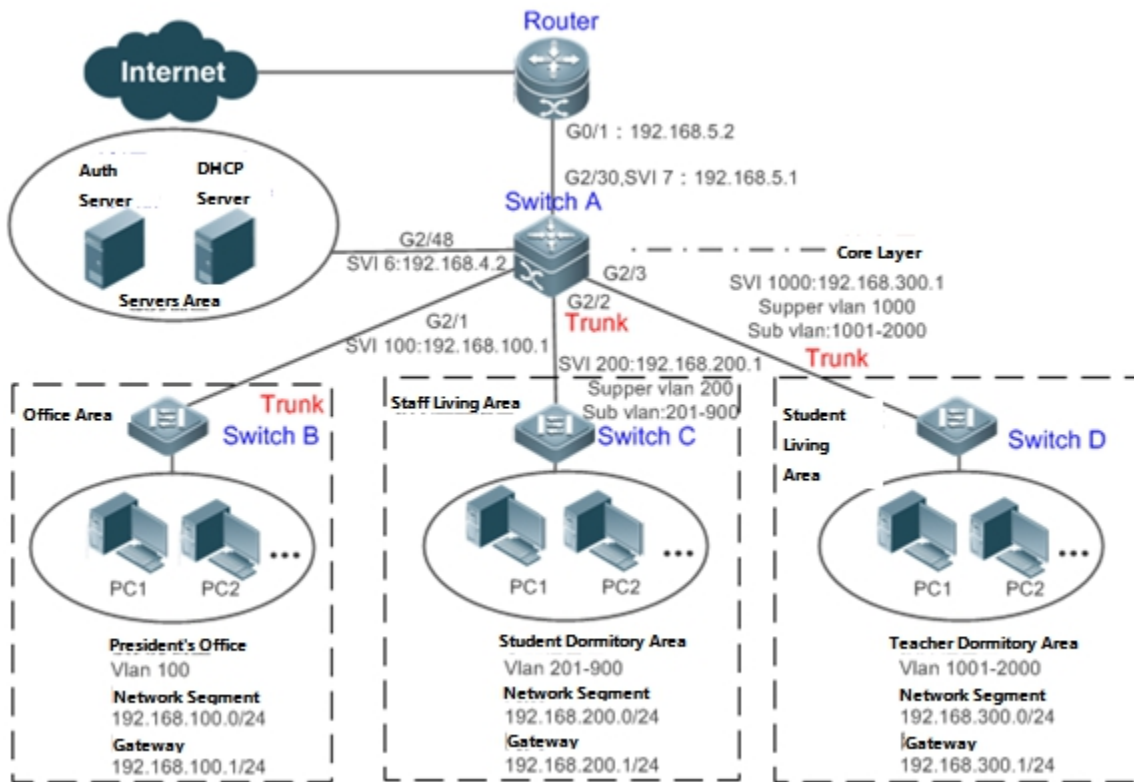 Router
Internet
G0/1 : 192.168.5.2
Auth
Server
DHCP
Server
G2/30,SVI 7 : 192.168.5.1
Switch A
G2/48
SVI 6:192.168.4.2
Servers Area
Core Layer
G2/3
SVI 1000:192.168.300.1
Supper vlan 1000
Sub vlan:1001-2000
Trunk
G2/2
Trunk
G2/1
SVI 100:192.168.100.1
SVI 200:192.168.200.1
Supper vlan 200
Sub vlan:201-900
Office Area
Trunk
Switch B
PC1
PC2
...
President's Office
Vlan 100
Network Segment
192.168.100.0/24
Gateway
192.168.100.1/24
Staff Living Area
Switch C
PC1
PC2
...
Student Dormitory Area
Vlan 201-900
Network Segment
192.168.200.0/24
Gateway
192.168.200.1/24
Student
Living
Area
Switch D
PC1
PC2
...
Teacher Dormitory Area
Vlan 1001-2000
Network Segment
192.168.300.0/24
Gateway
192.168.300.1/24